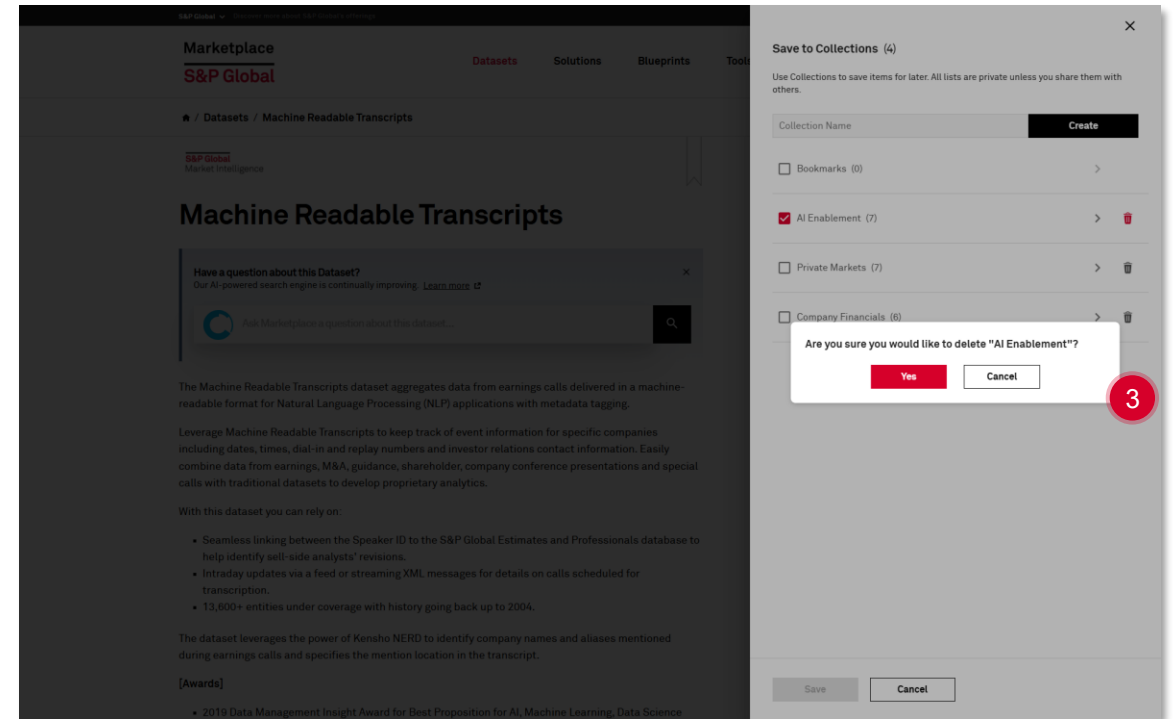 S&P Global Discover more about S&P Global's offerings
Marketplace
S&P Global
Datasets Solutions Blueprints Tools
/ Datasets / Machine Readable Transcripts
S&P Global
Market Intelligence
Machine Readable Transcripts
Have a question about this Dataset?
Our AI-powered search engine is continually improving. Learn more
Ask Marketplace a question about this dataset...
The Machine Readable Transcripts dataset aggregates data from earnings calls delivered in a machine-
readable format for Natural Language Processing (NLP) applications with metadata tagging.
Leverage Machine Readable Transcripts to keep track of event information for specific companies
including dates, times, dial-in and replay numbers and investor relations contact information. Easily
combine data from earnings, M&A, guidance, shareholder, company conference presentations and special
calls with traditional datasets to develop proprietary analytics.
With this dataset you can rely on:
• Seamless linking between the Speaker ID to the S&P Global Estimates and Professionals database to
help identify sell-side analysts' revisions.
• Intraday updates via a feed or streaming XML messages for details on calls scheduled for
transcription.
• 13,600+ entities under coverage with history going back up to 2004.
The dataset leverages the power of Kensho NERD to identify company names and aliases mentioned
during earnings calls and specifies the mention location in the transcript.
[Awards]
• 2019 Data Management Insight Award for Best Proposition for AI, Machine Learning, Data Science
Save to Collections (4)
Use Collections to save items for later. All lists are private unless you share them with
others.
Collection Name Create
Bookmarks (0)
AI Enablement (7)
Private Markets (7)
Company Financials (6)
Are you sure you would like to delete "AI Enablement"?
Yes Cancel
3
Save Cancel